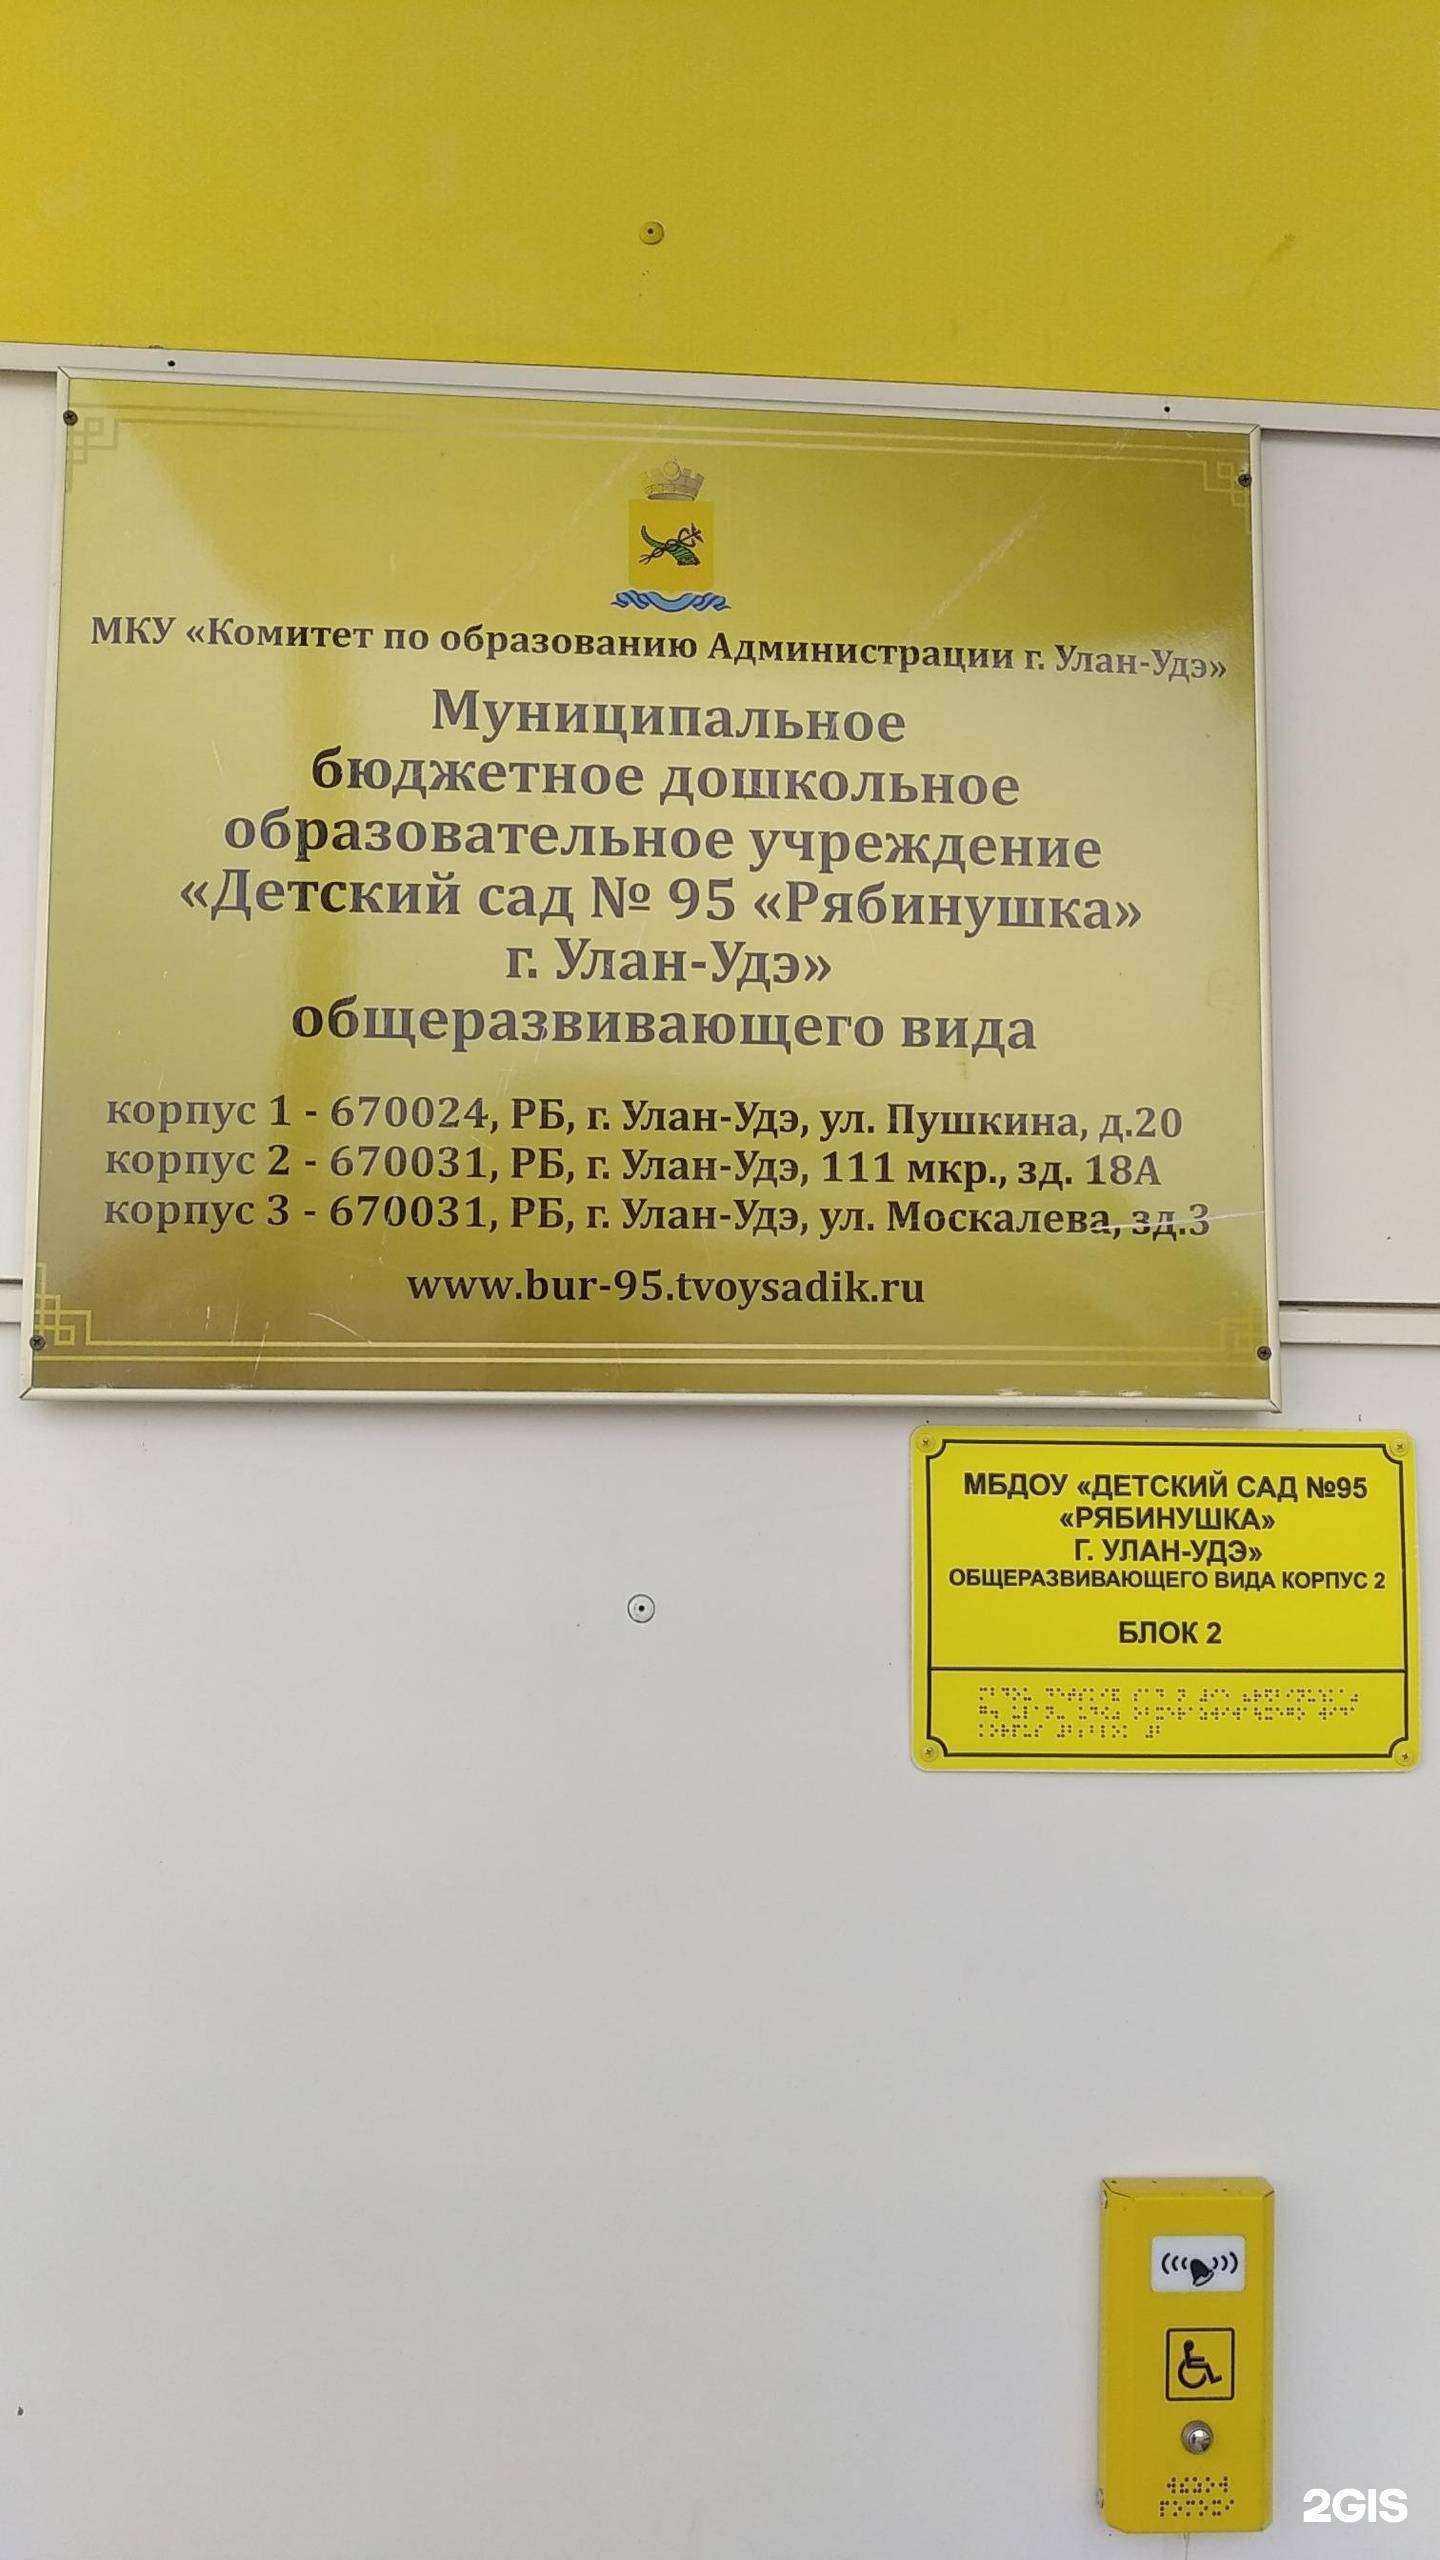 МКУ «Комитет по образованию Администрации г. Улан-Удэ»
Муниципальное
бюджетное дошкольное
образовательное учреждение
«Детский сад № 95 «Рябинушка»
г. Улан-Удэ»
общеразвивающего вида
корпус 1 - 670024, РБ, г. Улан-Удэ, ул. Пушкина, д.20
корпус 2 - 670031, РБ, г. Улан-Удэ, 111 мкр., зд. 18А
корпус 3 - 670031, РБ, г. Улан-Удэ, ул. Москалева, зд.3
www.bur-95.tvoysadik.ru
МБДОУ «ДЕТСКИЙ САД №95
«РЯБИНУШКА»
Г. УЛАН-УДЭ»
ОБЩЕРАЗВИВАЮЩЕГО ВИДА КОРПУС 2
БЛОК 2
2GIS